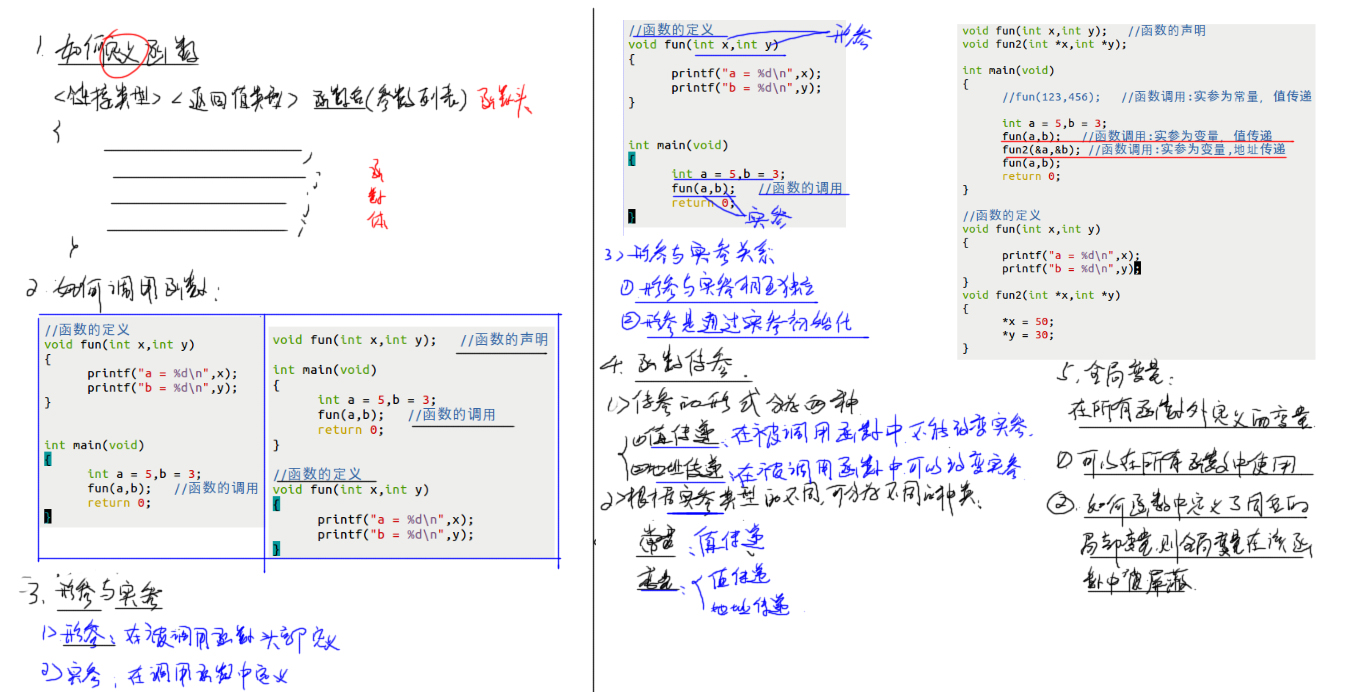 1. 如何定义函数
<链接类型> <返回值类型> 函数名(参数列表) 函数头
{
;
;
;
;
函数体
}
2. 如何调用函数:
//函数的定义
void fun(int x,int y)
{
printf("a = %d\n",x);
printf("b = %d\n",y);
}
int main(void)
{
int a = 5,b = 3;
fun(a,b); //函数的调用
return 0;
}
void fun(int x,int y); //函数的声明
int main(void)
{
int a = 5,b = 3;
fun(a,b); //函数的调用
return 0;
}
//函数的定义
void fun(int x,int y)
{
printf("a = %d\n",x);
printf("b = %d\n",y);
}
3. 形参与实参
1> 形参: 在被调用函数头部定义
2> 实参: 在调用函数中定义
//函数的定义
void fun(int x,int y) 形参
{
printf("a = %d\n",x);
printf("b = %d\n",y);
}
int main(void)
{
int a = 5,b = 3;
fun(a,b); //函数的调用
return 0;
} 实参
3> 形参与实参关系
① 形参与实参相互独立
② 形参是通过实参初始化
4. 函数传参.
1> 传参的形式分为两种
①值传递: 在被调用函数中不能改变实参.
②地址传递: 在被调用函数中可以改变实参
2> 根据实参类型的不同,可分为不同的种类.
常量: 值传递
变量: { 值传递
地址传递
void fun(int x,int y); //函数的声明
void fun2(int *x,int *y);
int main(void)
{
//fun(123,456); //函数调用:实参为常量, 值传递
int a = 5,b = 3;
fun(a,b); //函数调用:实参为变量, 值传递
fun2(&a,&b); //函数调用:实参为变量,地址传递
fun(a,b);
return 0;
}
//函数的定义
void fun(int x,int y)
{
printf("a = %d\n",x);
printf("b = %d\n",y);
}
void fun2(int *x,int *y)
{
*x = 50;
*y = 30;
}
5. 全局变量:
在所有函数外定义的变量
① 可以在所有函数中使用
②. 如何函数中定义了同名的
局部变量,则全局变量在该函
数中被屏蔽.